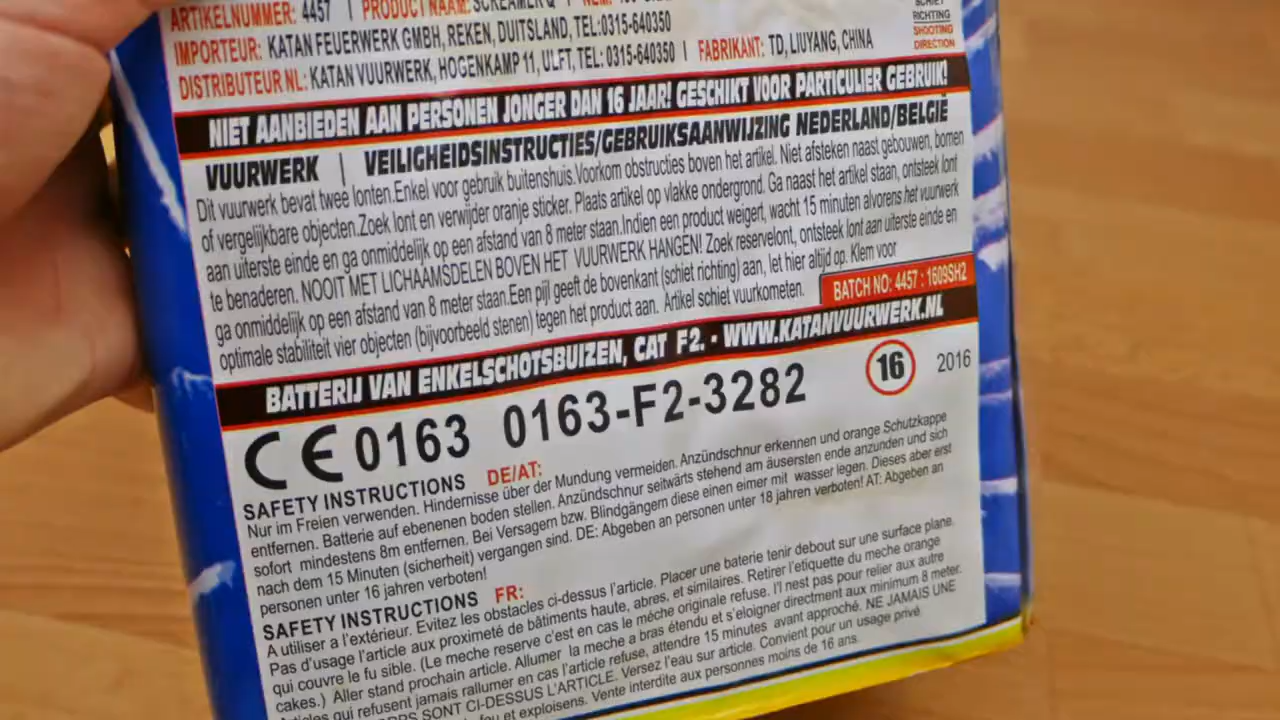 ARTIKELNUMMER: 4457 | PRODUCT NAAM: SCREAMER
IMPORTEUR: KATAN FEUERWERK GMBH, REKEN, DUITSLAND, TEL:0315-640350
DISTRIBUTEUR NL: KATAN VUURWERK, HOGENKAMP 11, ULFT, TEL: 0315-640350 | FABRIKANT: TD, LIUYANG, CHINA
SCHIET
RICHTING
SHOOTING
DIRECTION
NIET AANBIEDEN AAN PERSONEN JONGER DAN 16 JAAR! GESCHIKT VOOR PARTICULIER GEBRUIK!
VUURWERK | VEILIGHEIDSINSTRUCTIES/GEBRUIKSAANWIJZING NEDERLAND/BELGIË
Dit vuurwerk bevat twee lonten.Enkel voor gebruik buitenshuis.Voorkom obstructies boven het artikel. Niet afsteken naast gebouwen, bomen
of vergelijkbare objecten.Zoek lont en verwijder oranje sticker. Plaats artikel op vlakke ondergrond. Ga naast het artikel staan, ontsteek lont
aan uiterste einde en ga onmiddelijk op een afstand van 8 meter staan.Indien een product weigert, wacht 15 minuten alvorens het vuurwerk
te benaderen. NOOIT MET LICHAAMSDELEN BOVEN HET VUURWERK HANGEN! Zoek reservelont, ontsteek lont aan uiterste einde en
ga onmiddelijk op een afstand van 8 meter staan.Een pijl geeft de bovenkant (schiet richting) aan, let hier altijd op. Klem voor
optimale stabiliteit vier objecten (bijvoorbeeld stenen) tegen het product aan. Artikel schiet vuurkometen.
BATCH NO: 4457 : 1609SH2
BATTERIJ VAN ENKELSCHOTSBUIZEN, CAT F2. · WWW.KATANVUURWERK.NL
CE 0163 0163-F2-3282
16
2016
SAFETY INSTRUCTIONS DE/AT:
Nur im Freien verwenden. Hindernisse über der Mundung vermeiden. Anzündschnur erkennen und orange Schutzkappe
entfernen. Batterie auf ebenenen boden stellen. Anzündschnur seitwärts stehend am äusersten ende anzunden und sich
sofort mindestens 8m entfernen. Bei Versagern bzw. Blindgängern diese einen eimer mit wasser legen. Dieses aber erst
nach dem 15 Minuten (sicherheit) vergangen sind. DE: Abgeben an personen unter 18 jahren verboten! AT: Abgeben an
personen unter 16 jahren verboten!
SAFETY INSTRUCTIONS FR:
A utiliser a l'extérieur. Evitez les obstacles ci-dessus l'article. Placer une baterie tenir debout sur une surface plane.
Pas d'usage l'article aux proximeté de bâtiments haute, abres, et similaires. Retirer l'etiquette du meche orange
qui couvre le fu sible. (Le meche reserve c'est en cas le méche originale refuse. I'l nest pas pour relier aux autre
cakes.) Aller stand prochain article. Allumer la meche a bras étendu et s'eloigner directement aux minimum 8 meter.
Articles qui refusent jamais rallumer en cas l'article refuse, attendre 15 minutes avant approché. NE JAMAIS UNE
SONT CI-DESSUS L'ARTICLE. Versez l'eau sur article. Convient pour un usage privé.
feu et exploisens. Vente interdite aux personnes moins de 16 ans.